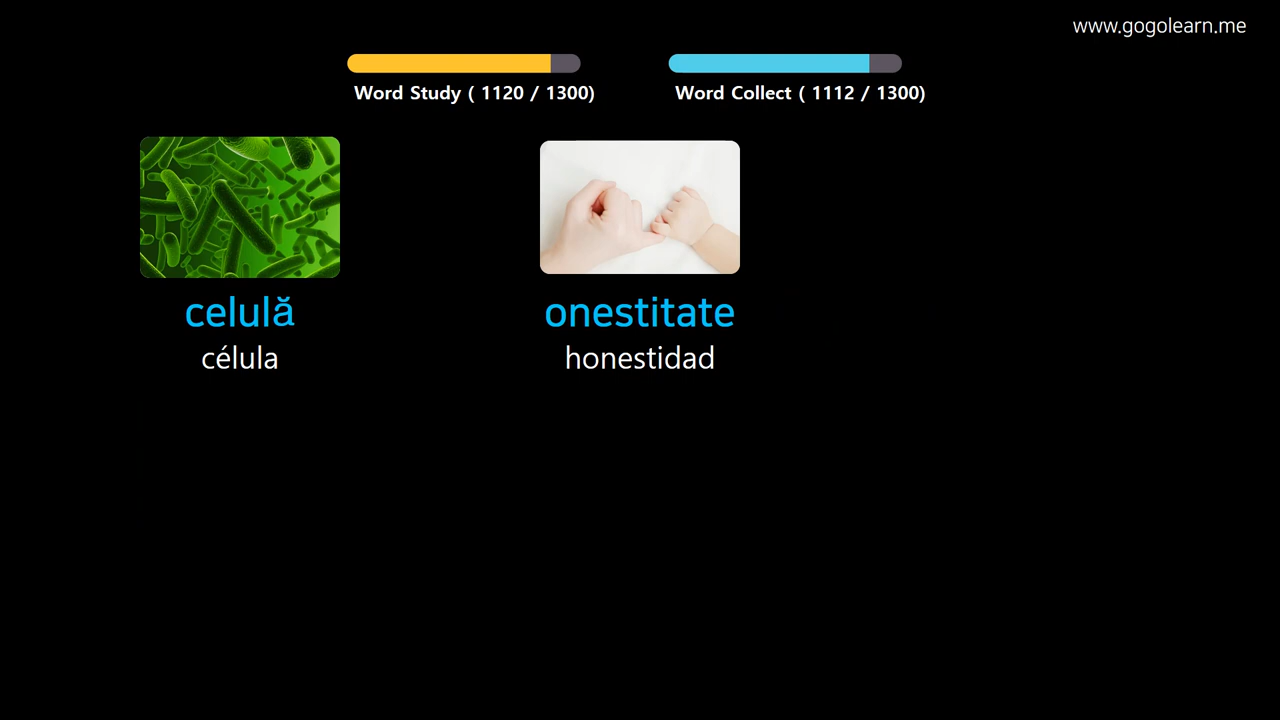 www.gogolearn.me
Word Study ( 1120 / 1300)
Word Collect ( 1112 / 1300)
celulă
onestitate
célula
honestidad